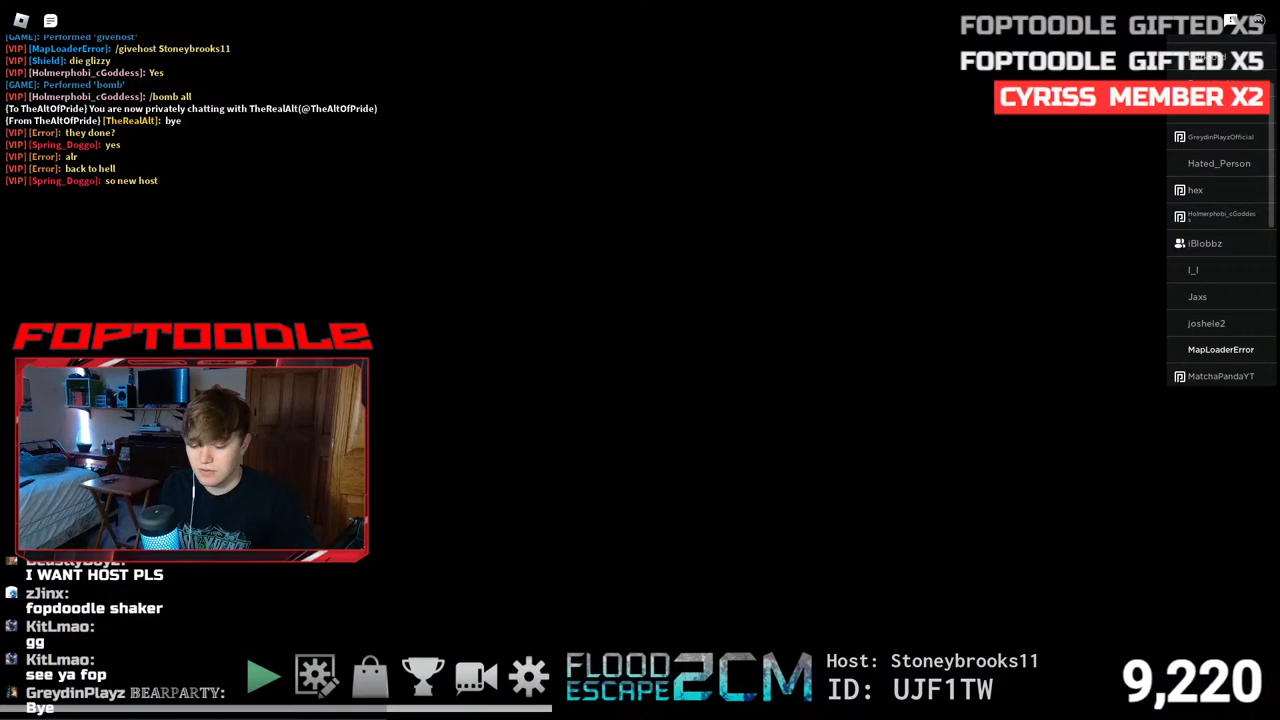 [GAME]: Performed 'givehost'
[VIP] [MapLoaderError]: /givehost Stoneybrooks11
[VIP] [Shield]: die glizzy
[VIP] [Holmerphobi_cGoddess]: Yes
[GAME]: Performed 'bomb'
[VIP] [Holmerphobi_cGoddess]: /bomb all
{To TheAltOfPride} You are now privately chatting with TheRealAlt(@TheAltOfPride)
{From TheAltOfPride} [TheRealAlt]: bye
[VIP] [Error]: they done?
[VIP] [Spring_Doggo]: yes
[VIP] [Error]: alr
[VIP] [Error]: back to hell
[VIP] [Spring_Doggo]: so new host
FOPTOODLE GIFTED X5
FOPTOODLE GIFTED X5
CYRISS MEMBER X2
GreydinPlayzOfficial
Hated_Person
hex
Holmerphobi_cGoddes
s
iBlobbz
I_I
Jaxs
joshele2
MapLoaderError
MatchaPandaYT
FOPTOODLE
I WANT HOST PLS
zJinx:
fopdoodle shaker
KitLmao:
gg
KitLmao:
see ya fop
GreydinPlayz 𝔹𝔼𝔸ℝℙ𝔸ℝ𝕋𝕐:
Bye
FLOOD ESCAPE 2CM
Host: Stoneybrooks11
ID: UJF1TW
9,220